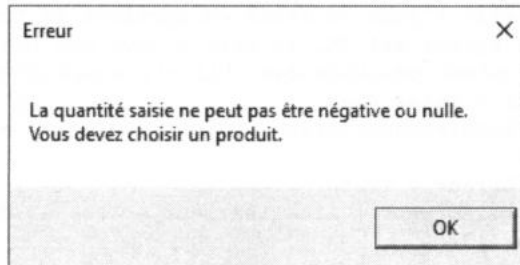 Erreur
La quantité saisie ne peut pas être négative ou nulle.
Vous devez choisir un produit.
OK